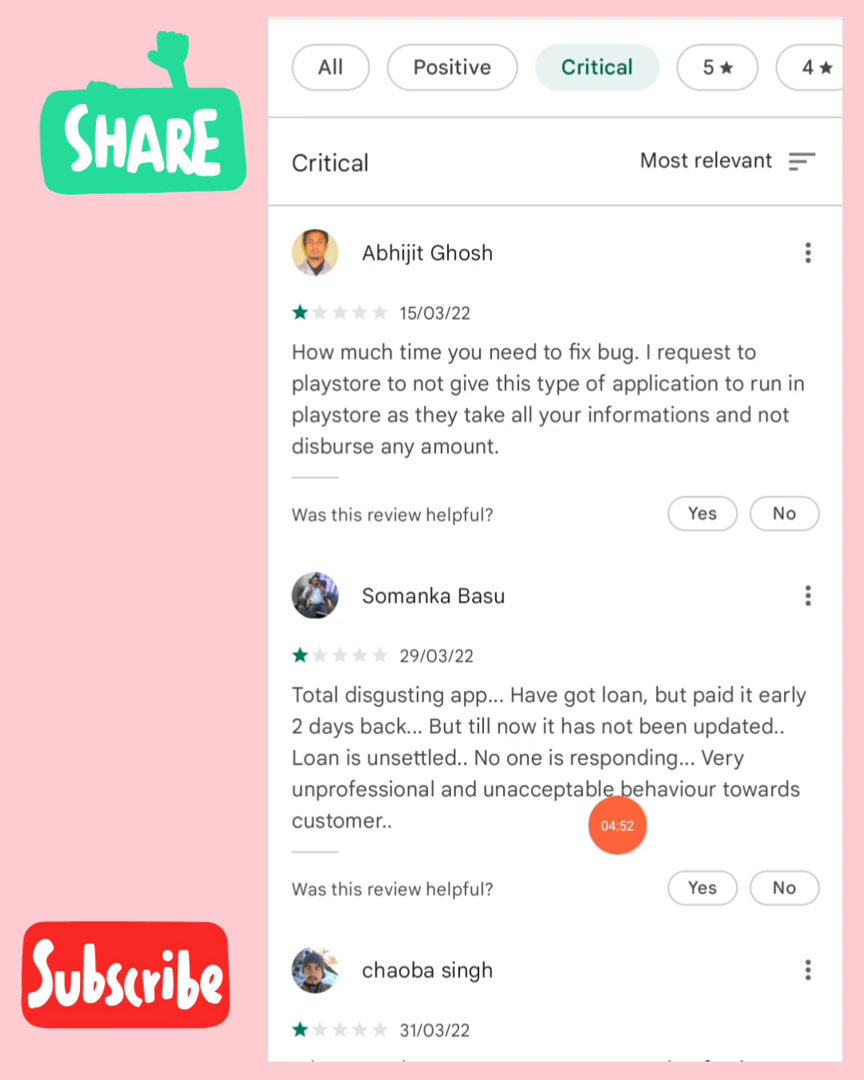 SHARE
All
Positive
Critical
5★
4★
Critical
Most relevant
Abhijit Ghosh
15/03/22
How much time you need to fix bug. I request to
playstore to not give this type of application to run in
playstore as they take all your informations and not
disburse any amount.
Was this review helpful?
Yes
No
Somanka Basu
29/03/22
Total disgusting app... Have got loan, but paid it early
2 days back... But till now it has not been updated..
Loan is unsettled.. No one is responding... Very
unprofessional and unacceptable behaviour towards
customer..
04:52
Was this review helpful?
Yes
No
Subscribe
chaoba singh
31/03/22